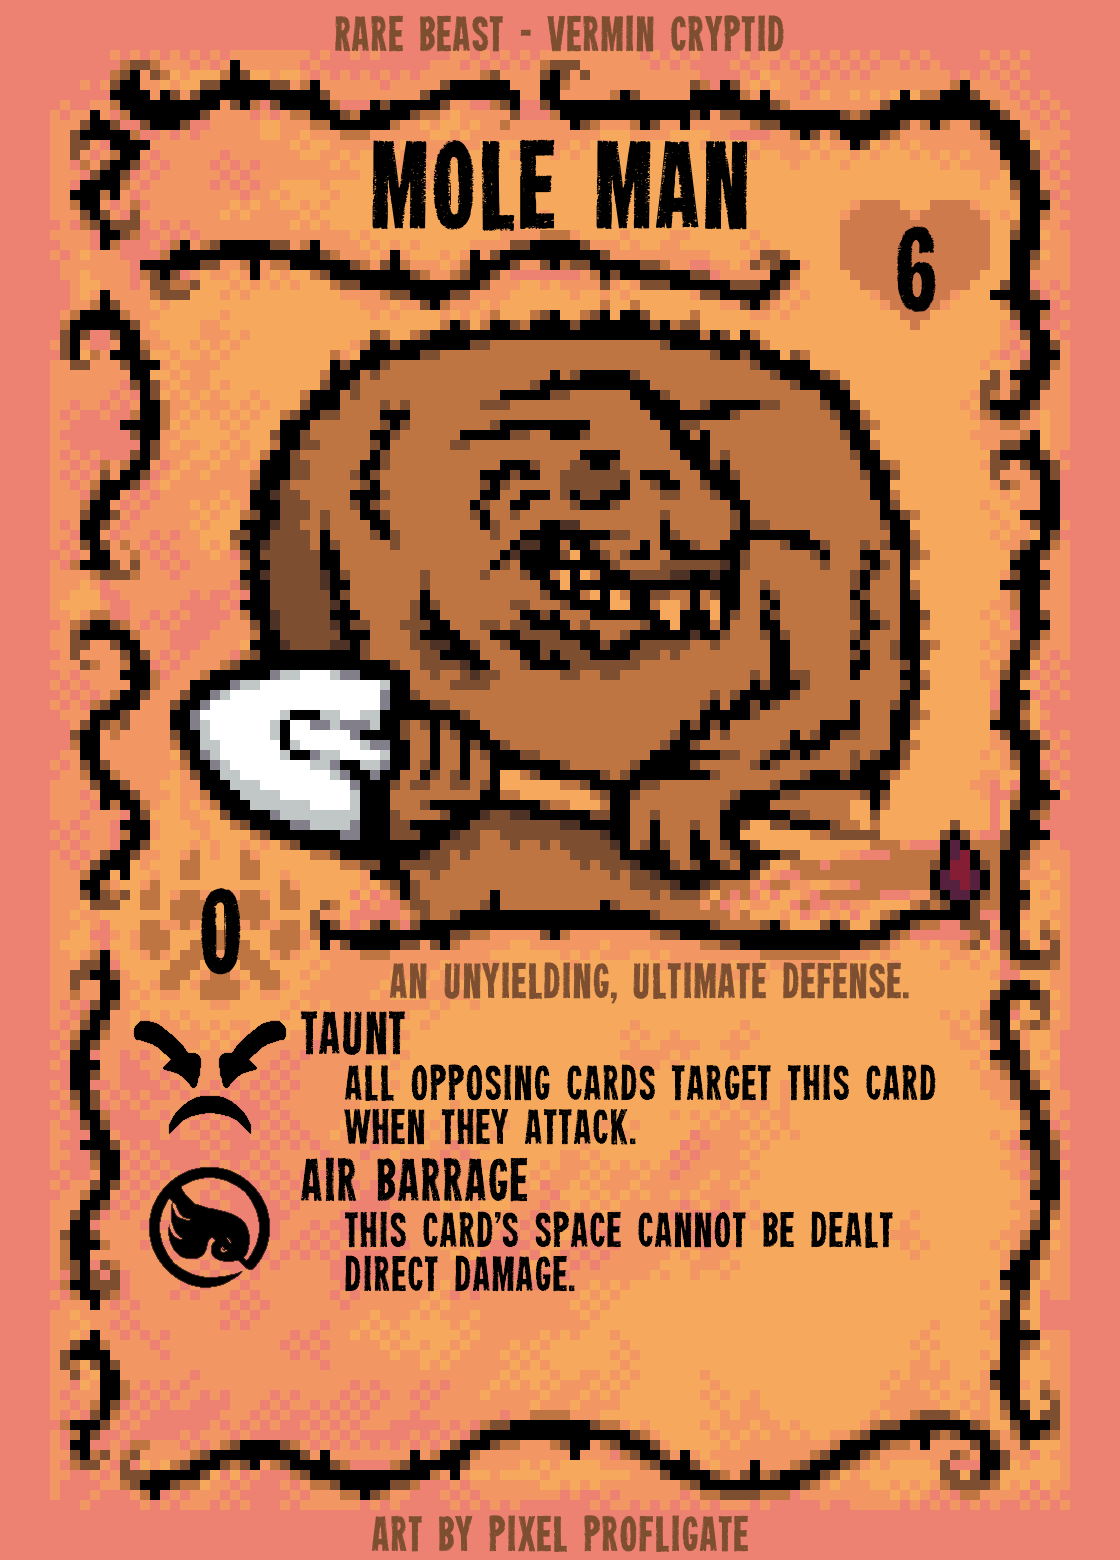 RARE BEAST - VERMIN CRYPTID
MOLE MAN
6
0
AN UNYIELDING, ULTIMATE DEFENSE.
TAUNT
ALL OPPOSING CARDS TARGET THIS CARD
WHEN THEY ATTACK.
AIR BARRAGE
THIS CARD'S SPACE CANNOT BE DEALT
DIRECT DAMAGE.
ART BY PIXEL PROFLIGATE